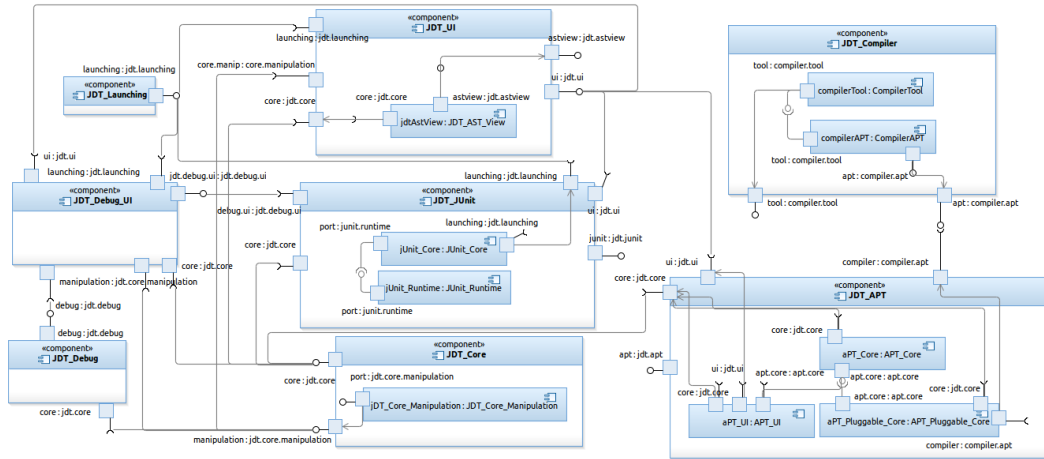 «component»
JDT_UI
launching : jdt.launching
astview : jdt.astview
core.manip : core.manipulation
ui : jdt.ui
core : jdt.core
core : jdt.core
astview : jdt.astview
jdtAstView : JDT_AST_View
launching : jdt.launching
«component»
JDT_Launching
«component»
JDT_Compiler
tool : compiler.tool
compilerTool : CompilerTool
compilerAPT : CompilerAPT
tool : compiler.tool
apt : compiler.apt
tool : compiler.tool
apt : compiler.apt
ui : jdt.ui
launching : jdt.launching
jdt.debug.ui : jdt.debug.ui
«component»
JDT_Debug_UI
core : jdt.core
manipulation : jdt.core.manipulation
debug : jdt.debug
debug : jdt.debug
«component»
JDT_Debug
core : jdt.core
launching : jdt.launching
«component»
JDT_JUnit
debug.ui : jdt.debug.ui
ui : jdt.ui
port : junit.runtime
launching : jdt.launching
core : jdt.core
jUnit_Core : JUnit_Core
junit : jdt.junit
jUnit_Runtime : JUnit_Runtime
port : junit.runtime
«component»
JDT_Core
core : jdt.core
port : jdt.core.manipulation
jDT_Core_Manipulation : JDT_Core_Manipulation
manipulation : jdt.core.manipulation
compiler : compiler.apt
ui : jdt.ui
core : jdt.core
«component»
JDT_APT
core : jdt.core
apt : jdt.apt
aPT_Core : APT_Core
ui : jdt.ui
apt.core : apt.core
apt.core : apt.core
core : jdt.core
apt.core : apt.core
core : jdt.core
aPT_UI : APT_UI
aPT_Pluggable_Core : APT_Pluggable_Core
compiler : compiler.apt